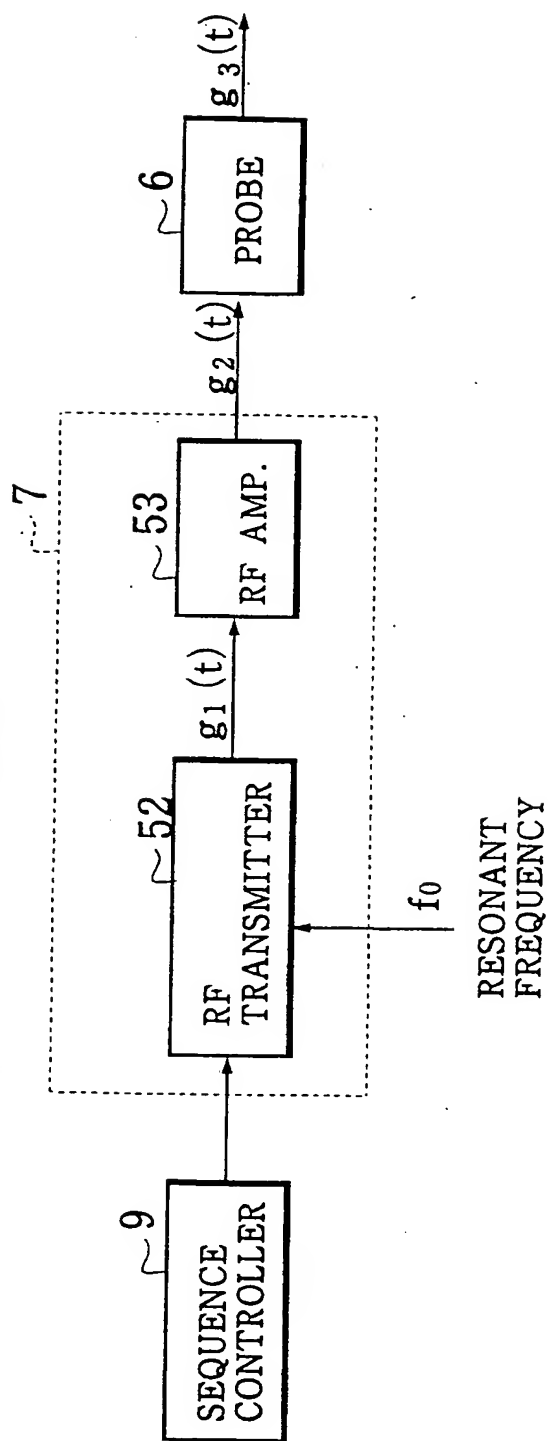 9
SEQUENCE
CONTROLLER
7
52
RF
TRANSMITTER
f0
RESONANT
FREQUENCY
g1(t)
53
RF AMP.
g2(t)
6
PROBE
g3(t)